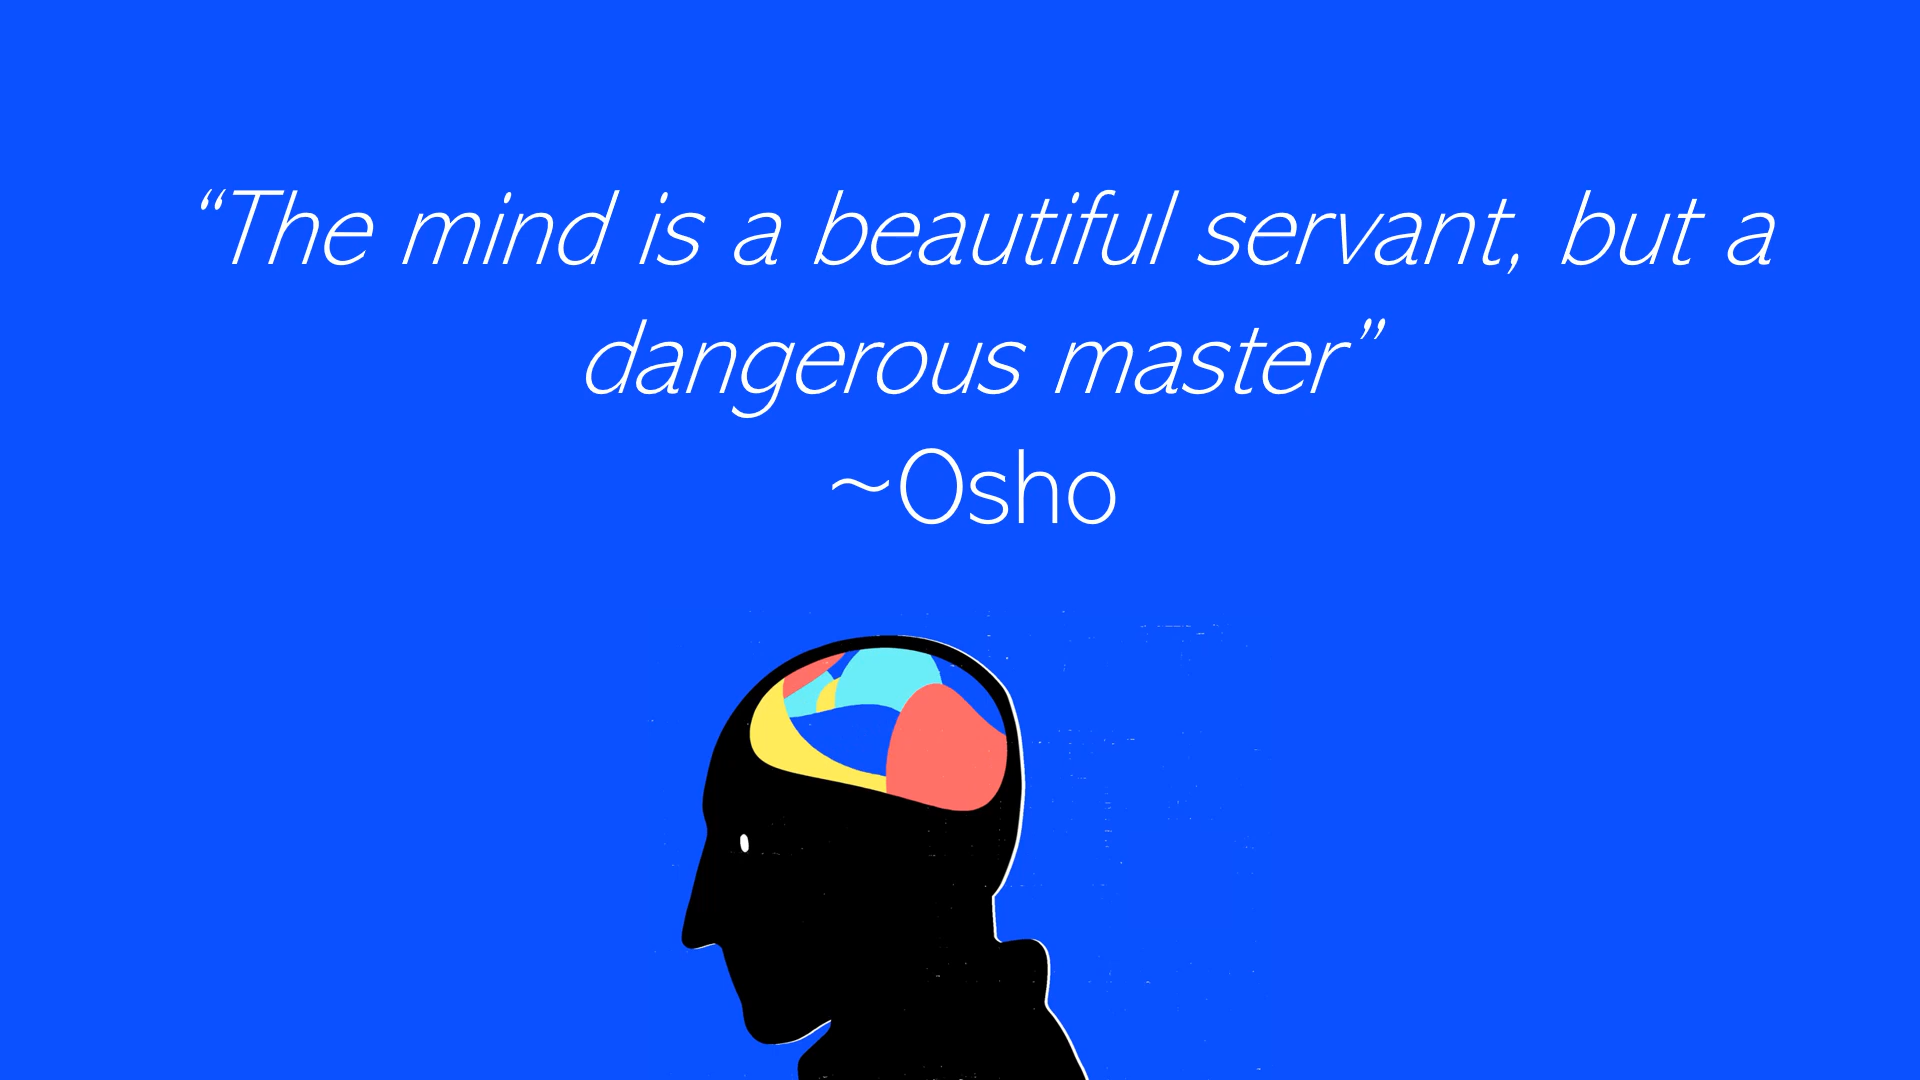 “The mind is a beautiful servant, but a
dangerous master”
~Osho